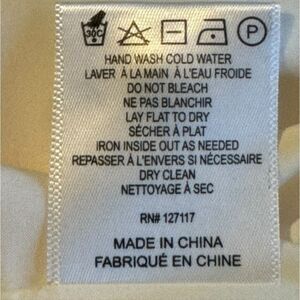 30C P
HAND WASH COLD WATER
LAVER À LA MAIN À L'EAU FROIDE
DO NOT BLEACH
NE PAS BLANCHIR
LAY FLAT TO DRY
SÉCHER À PLAT
IRON INSIDE OUT AS NEEDED
REPASSER À L'ENVERS SI NÉCESSAIRE
DRY CLEAN
NETTOYAGE À SEC
RN# 127117
MADE IN CHINA
FABRIQUÉ EN CHINE